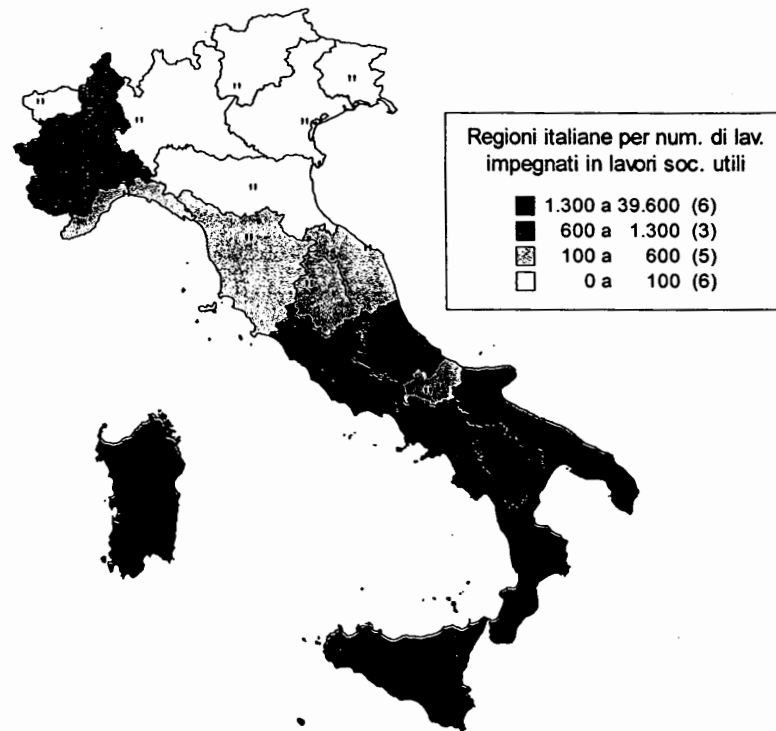 Regioni italiane per num. di lav.
impegnati in lavori soc. utili
1.300 a 39.600 (6)
600 a 1.300 (3)
100 a 600 (5)
0 a 100 (6)